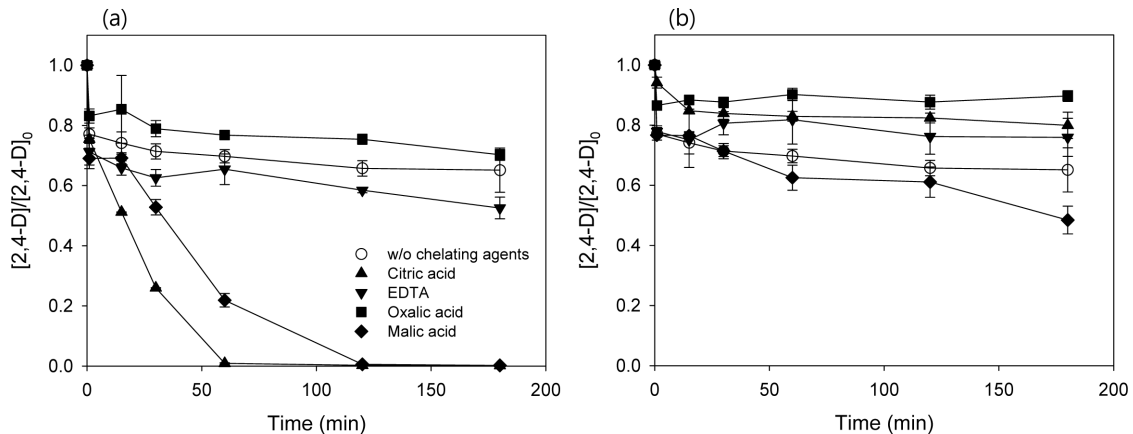 (a)
1.0
0.8
0.6
0.4
0.2
0.0
[2,4-D]/[2,4-D]0
0
50
100
150
200
Time (min)
w/o chelating agents
Citric acid
EDTA
Oxalic acid
Malic acid
(b)
1.0
0.8
0.6
0.4
0.2
0.0
[2,4-D]/[2,4-D]0
0
50
100
150
200
Time (min)